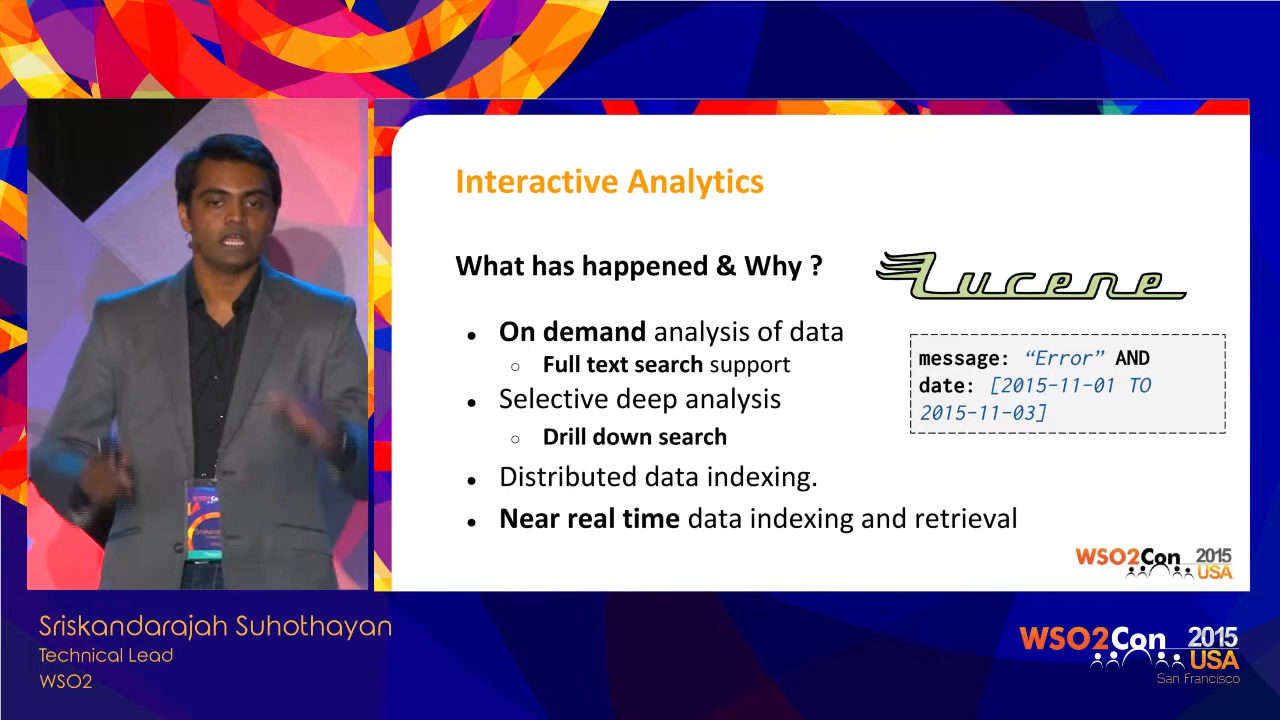 Interactive Analytics
What has happened & Why ?
Lucene
● On demand analysis of data
○ Full text search support
● Selective deep analysis
○ Drill down search
● Distributed data indexing.
● Near real time data indexing and retrieval
message: “Error” AND
date: [2015-11-01 TO
2015-11-03]
WSO2Con 2015
USA
Sriskandarajah Suhothayan
Technical Lead
WSO2
WSO2Con 2015
USA
San Francisco